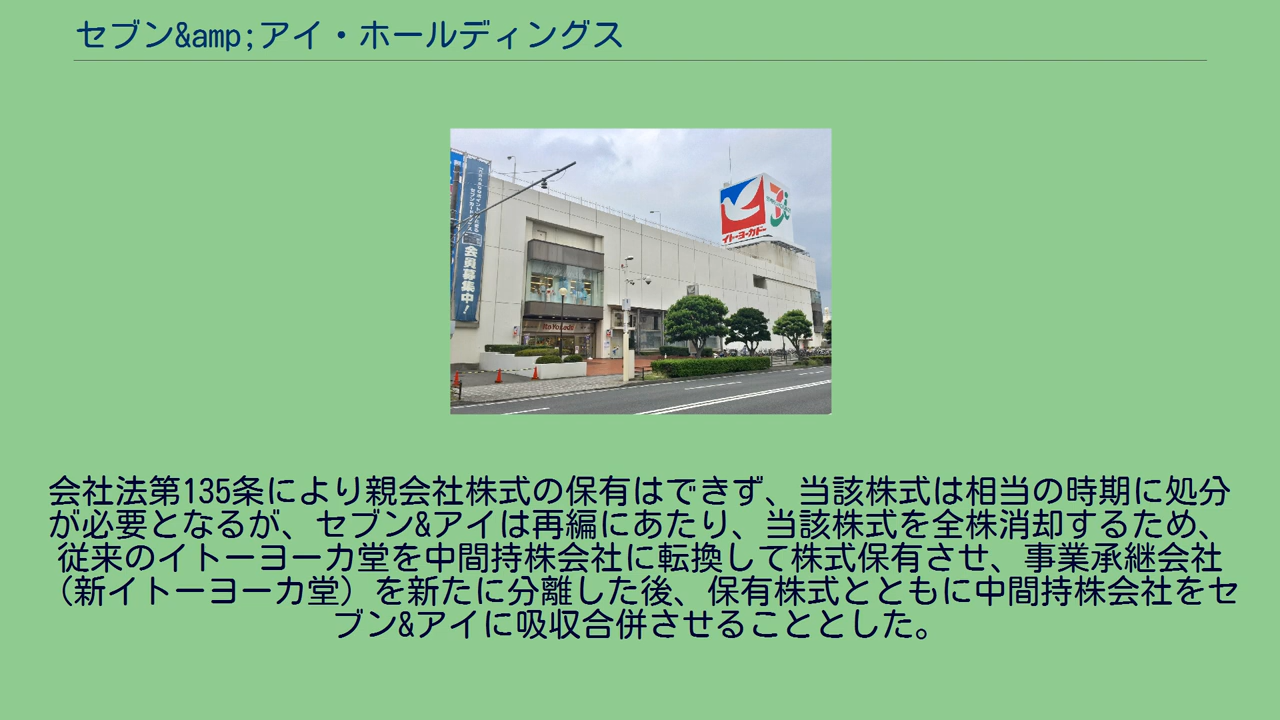 セブン&amp;アイ・ホールディングス
会員募集中!
イトーヨーカドー
Ito Yokado
会社法第135条により親会社株式の保有はできず、当該株式は相当の時期に処分
が必要となるが、セブン&アイは再編にあたり、当該株式を全株消却するため、
従来のイトーヨーカ堂を中間持株会社に転換して株式保有させ、事業承継会社
（新イトーヨーカ堂）を新たに分離した後、保有株式とともに中間持株会社をセ
ブン&アイに吸収合併させることとした。